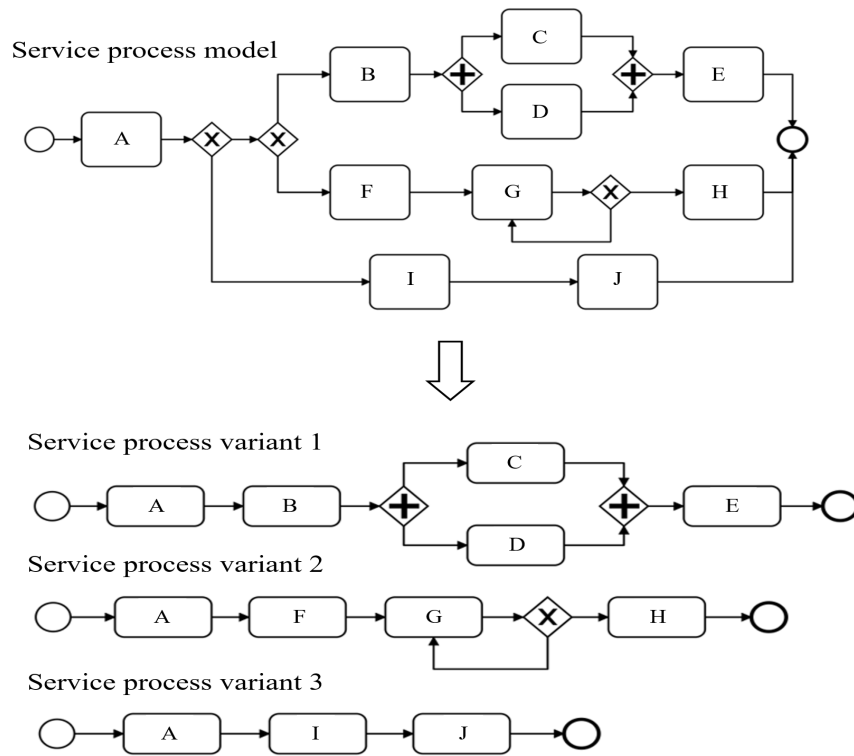 Service process model
C
B
E
D
A
F
G
H
I
J
Service process variant 1
C
A
B
E
D
Service process variant 2
A
F
G
H
Service process variant 3
A
I
J